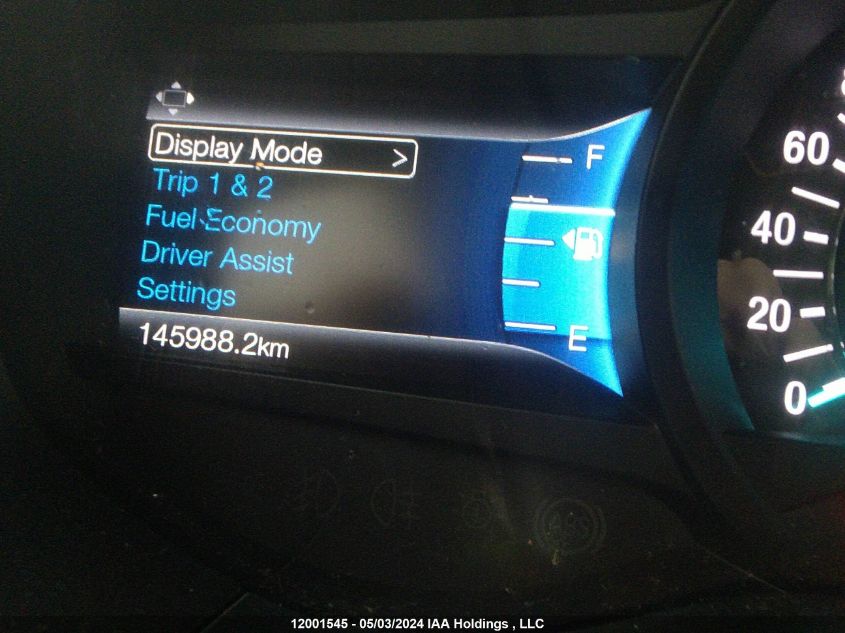 Display Mode >
Trip 1 & 2
Fuel Economy
Driver Assist
Settings
145988.2km
F
E
60
40
20
0
ABS
12001545 - 05/03/2024 IAA Holdings , LLC